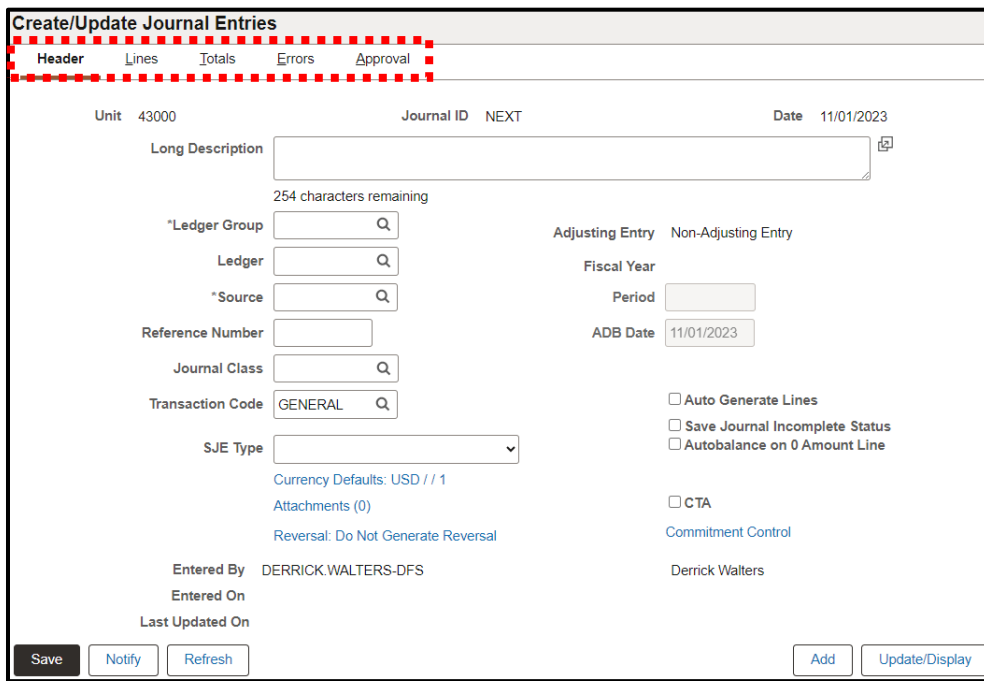 Create/Update Journal Entries
Header Lines Totals Errors Approval
Unit 43000 Journal ID NEXT Date 11/01/2023
Long Description
254 characters remaining
*Ledger Group Adjusting Entry Non-Adjusting Entry
Ledger Fiscal Year
*Source Period
Reference Number ADB Date 11/01/2023
Journal Class
Transaction Code GENERAL Auto Generate Lines
Save Journal Incomplete Status
SJE Type Autobalance on 0 Amount Line
Currency Defaults: USD / / 1
Attachments (0) CTA
Reversal: Do Not Generate Reversal Commitment Control
Entered By DERRICK.WALTERS-DFS Derrick Walters
Entered On
Last Updated On
Save Notify Refresh Add Update/Display